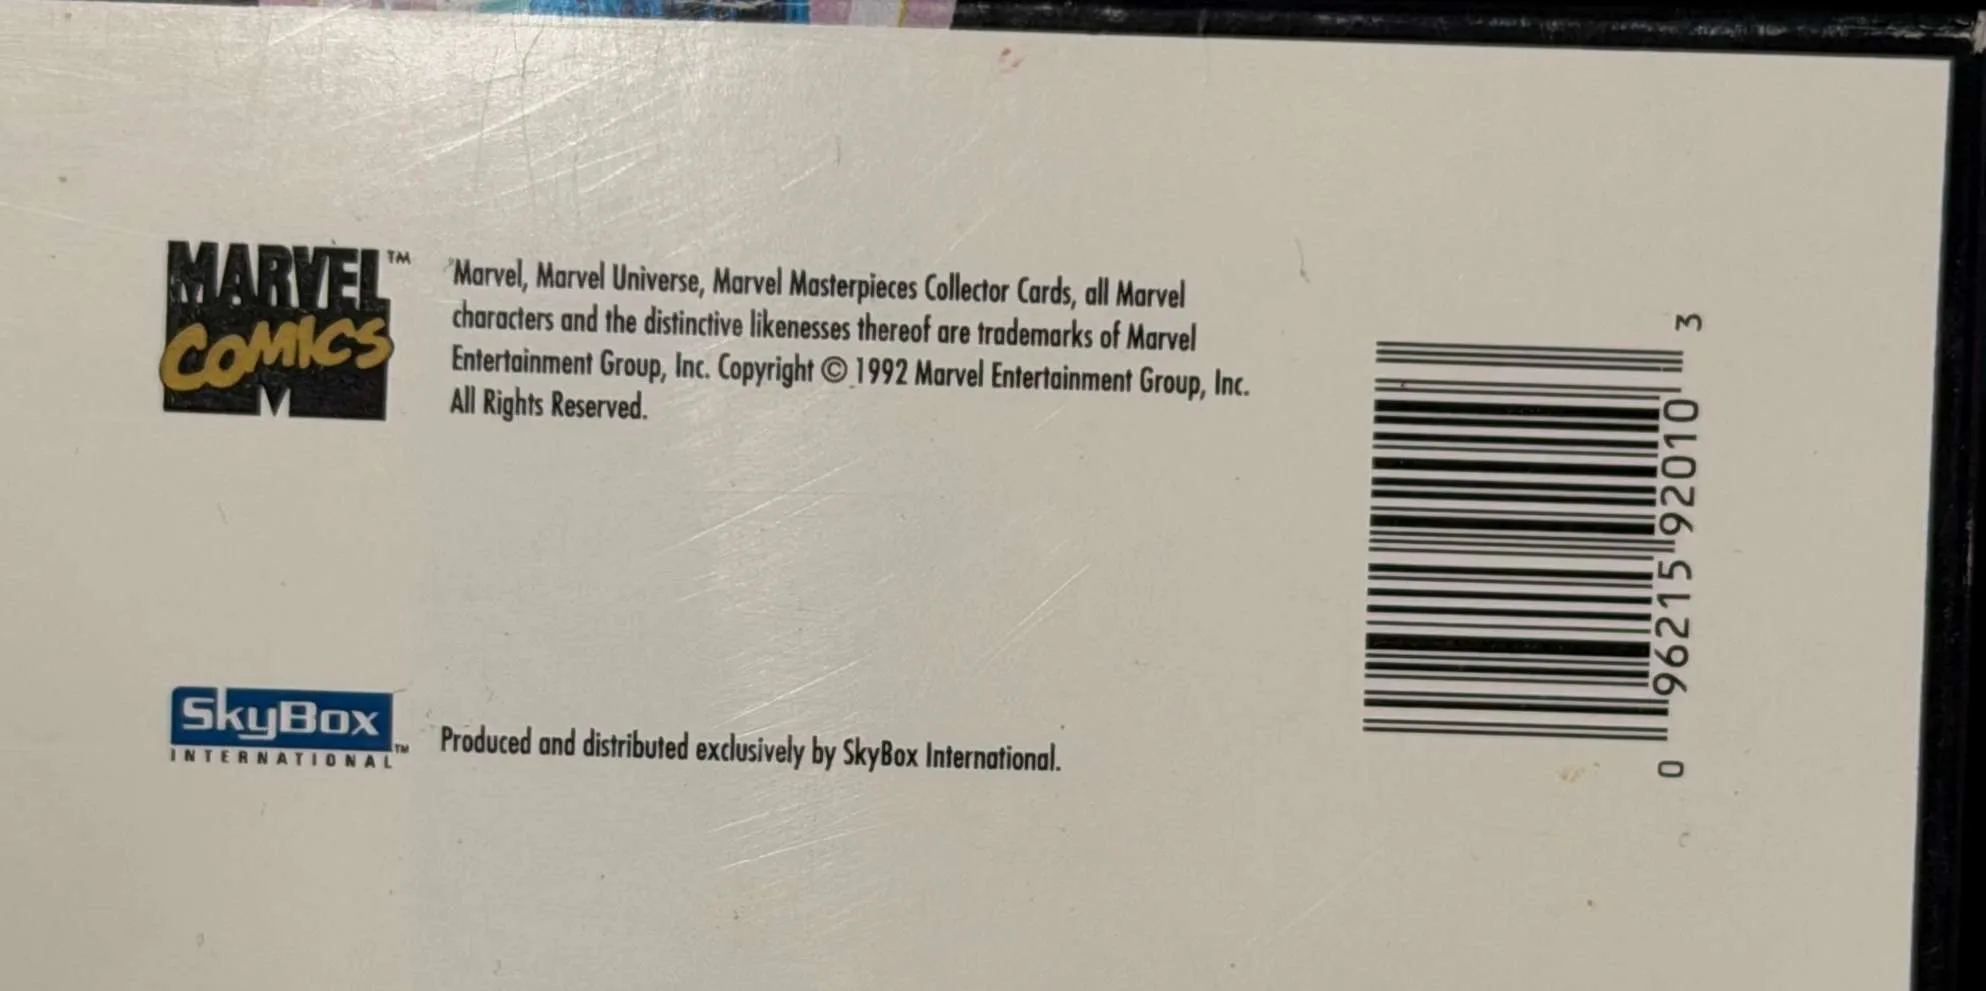 MARVEL™
COMICS
M
Marvel, Marvel Universe, Marvel Masterpieces Collector Cards, all Marvel
characters and the distinctive likenesses thereof are trademarks of Marvel
Entertainment Group, Inc. Copyright © 1992 Marvel Entertainment Group, Inc.
All Rights Reserved.
SkyBox
INTERNATIONAL™
Produced and distributed exclusively by SkyBox International.
0 96215 92010 3